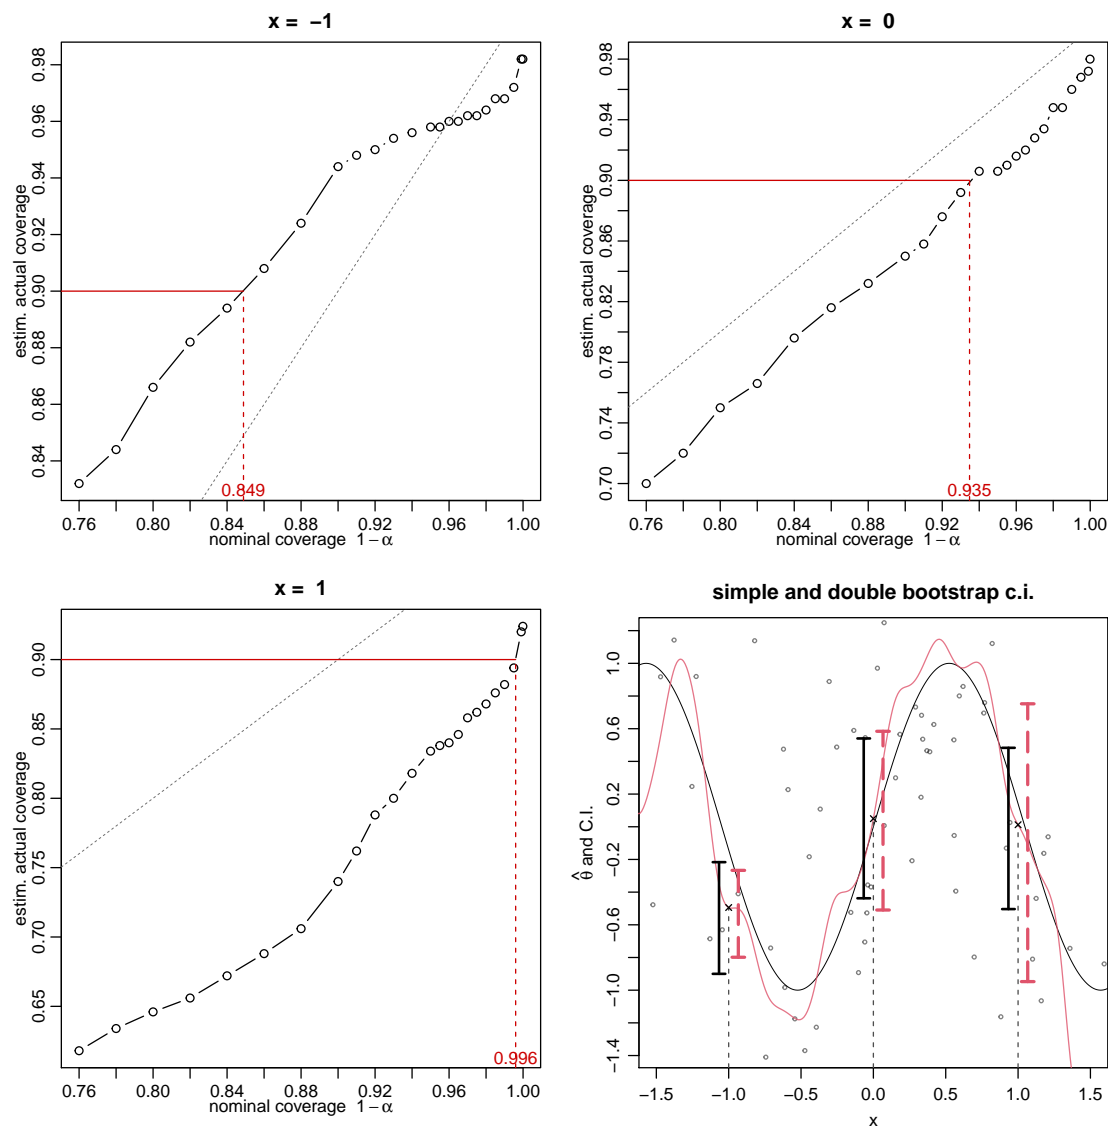 x = −1
0.84 0.86 0.88 0.90 0.92 0.94 0.96 0.98
estim. actual coverage
0.849
0.76 0.80 0.84 0.88 0.92 0.96 1.00
nominal coverage 1−α
x = 0
0.70 0.74 0.78 0.82 0.86 0.90 0.94 0.98
estim. actual coverage
0.935
0.76 0.80 0.84 0.88 0.92 0.96 1.00
nominal coverage 1−α
x = 1
0.65 0.70 0.75 0.80 0.85 0.90
estim. actual coverage
0.996
0.76 0.80 0.84 0.88 0.92 0.96 1.00
nominal coverage 1−α
simple and double bootstrap c.i.
−1.4 −1.0 −0.6 −0.2 0.2 0.6 1.0
θ̂ and C.I.
−1.5 −1.0 −0.5 0.0 0.5 1.0 1.5
x